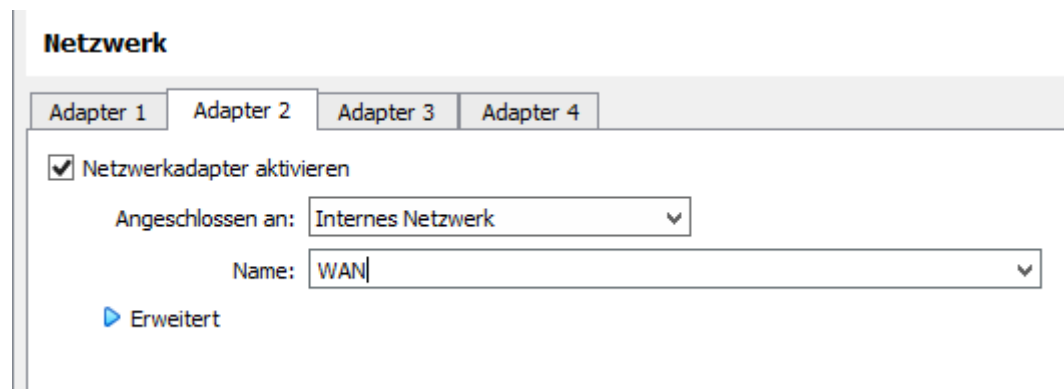 Netzwerk
Adapter 1 Adapter 2 Adapter 3 Adapter 4
Netzwerkadapter aktivieren
Angeschlossen an: Internes Netzwerk
Name: WAN
Erweitert